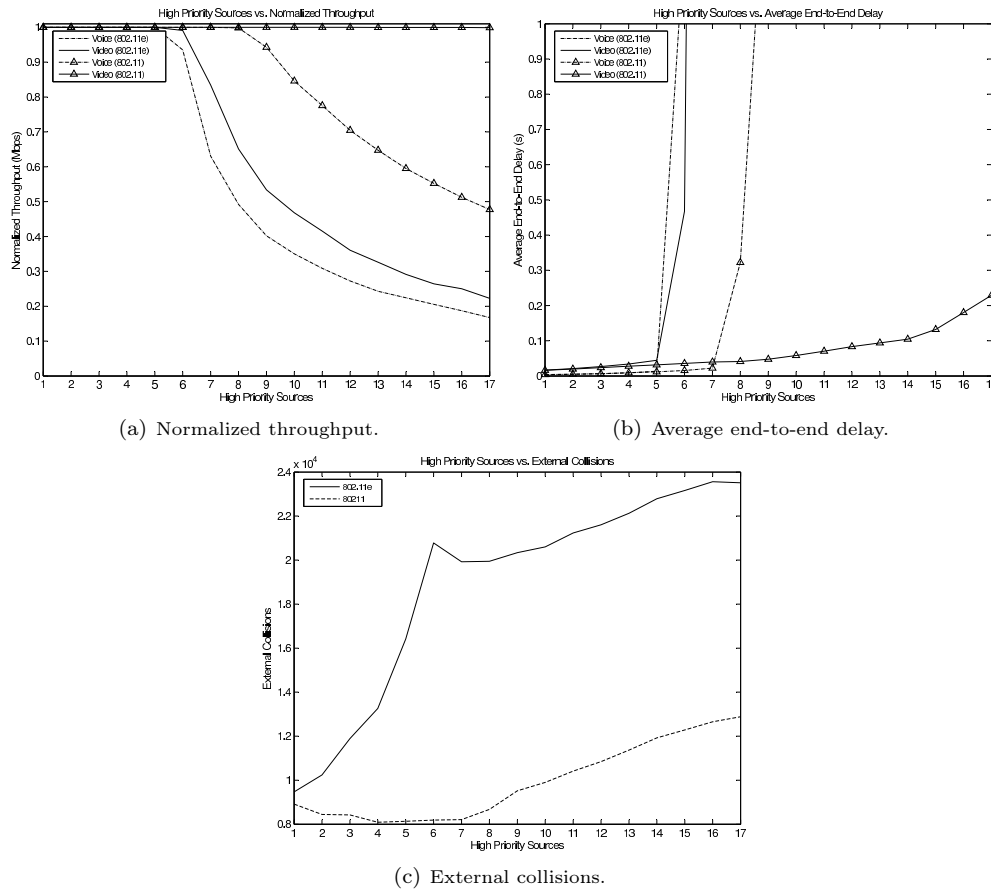 High Priority Sources vs. Normalized Throughput
Voice (802.11e)
Video (802.11e)
Voice (802.11)
Video (802.11)
Normalized Throughput (Mbps)
1
0.9
0.8
0.7
0.6
0.5
0.4
0.3
0.2
0.1
0
1 2 3 4 5 6 7 8 9 10 11 12 13 14 15 16 17
High Priority Sources
(a) Normalized throughput.
High Priority Sources vs. Average End-to-End Delay
Voice (802.11e)
Video (802.11e)
Voice (802.11)
Video (802.11)
Average End-to-End Delay (s)
1
0.9
0.8
0.7
0.6
0.5
0.4
0.3
0.2
0.1
0
1 2 3 4 5 6 7 8 9 10 11 12 13 14 15 16 1
High Priority Sources
(b) Average end-to-end delay.
High Priority Sources vs. External Collisions
x 10^4
802.11e
802.11
External Collisions
2.4
2.2
2
1.8
1.6
1.4
1.2
1
0.8
1 2 3 4 5 6 7 8 9 10 11 12 13 14 15 16 17
High Priority Sources
(c) External collisions.